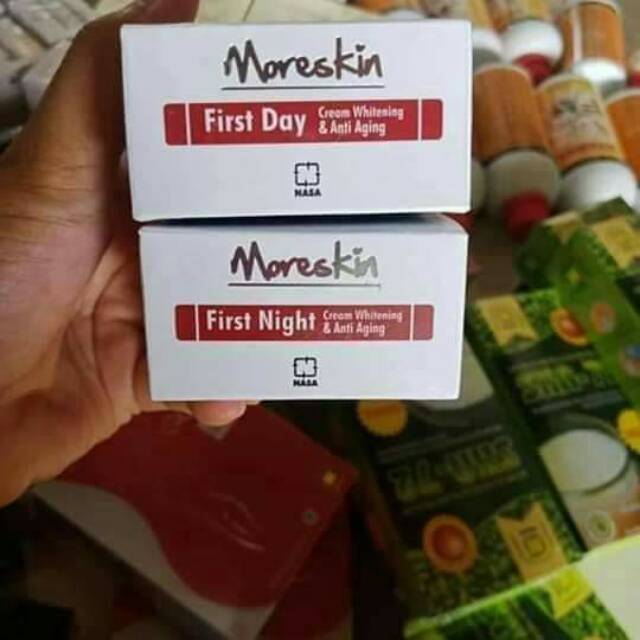 Moreskin
First Day Cream Whitening
& Anti Aging
NASA
Moreskin
First Night Cream Whitening
& Anti Aging
NASA